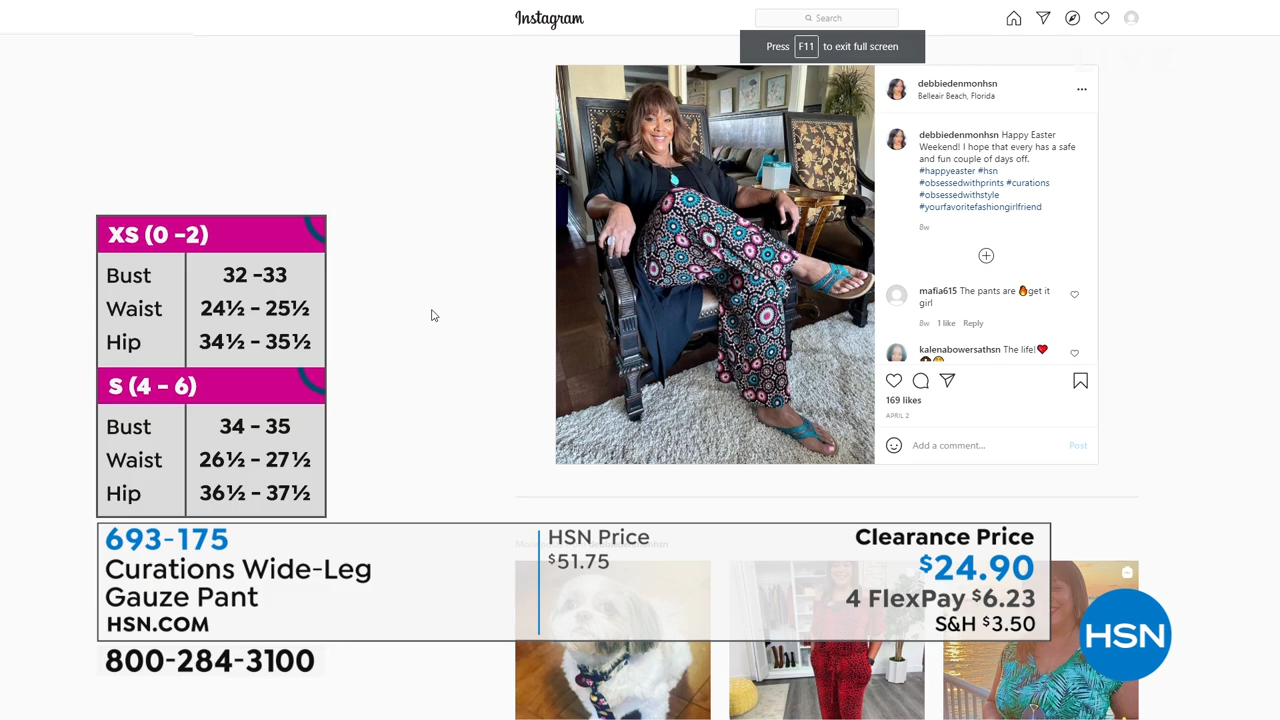 Instagram
Search
Press F11 to exit full screen
debbiedenmonhsn
Belleair Beach, Florida
debbiedenmonhsn Happy Easter
Weekend! I hope that every has a safe
and fun couple of days off.
#happyeaster #hsn
#obsessedwithprints #curations
#obsessedwithstyle
#yourfavoritefashiongirlfriend
8w
mafia615 The pants are 🔥get it
girl
8w 1 like Reply
kalenabowersathsn The life!❤️
169 likes
APRIL 2
Add a comment... Post
XS (0 –2)
Bust 32 –33
Waist 24½ – 25½
Hip 34½ – 35½
S (4 – 6)
Bust 34 – 35
Waist 26½ – 27½
Hip 36½ – 37½
693-175
Curations Wide-Leg
Gauze Pant
HSN.COM
HSN Price
$51.75
Clearance Price
$24.90
4 FlexPay $6.23
S&H $3.50
800-284-3100
HSN